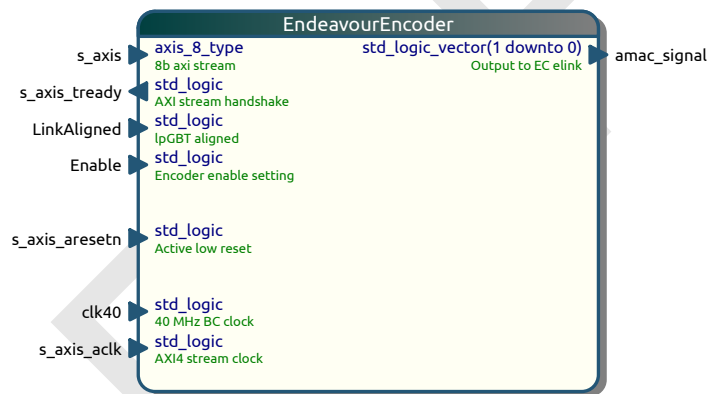 EndeavourEncoder
s_axis axis_8_type std_logic_vector(1 downto 0) amac_signal
8b axi stream Output to EC elink
s_axis_tready std_logic
AXI stream handshake
LinkAligned std_logic
lpGBT aligned
Enable std_logic
Encoder enable setting
s_axis_aresetn std_logic
Active low reset
clk40 std_logic
40 MHz BC clock
s_axis_aclk std_logic
AXI4 stream clock